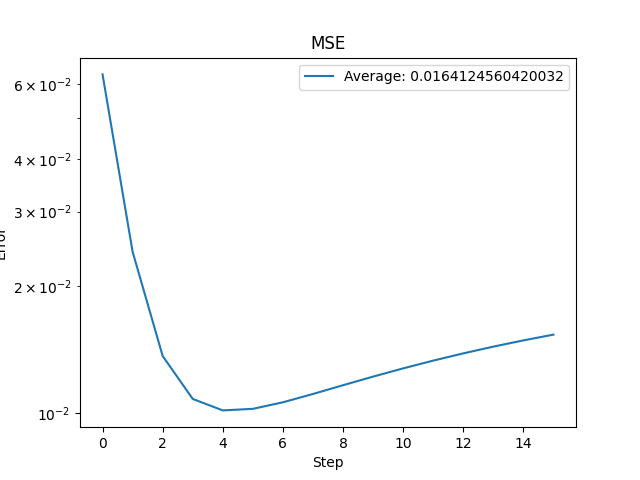 MSE
Average: 0.0164124560420032
6 × 10⁻²
4 × 10⁻²
3 × 10⁻²
2 × 10⁻²
10⁻²
Error
0 2 4 6 8 10 12 14
Step